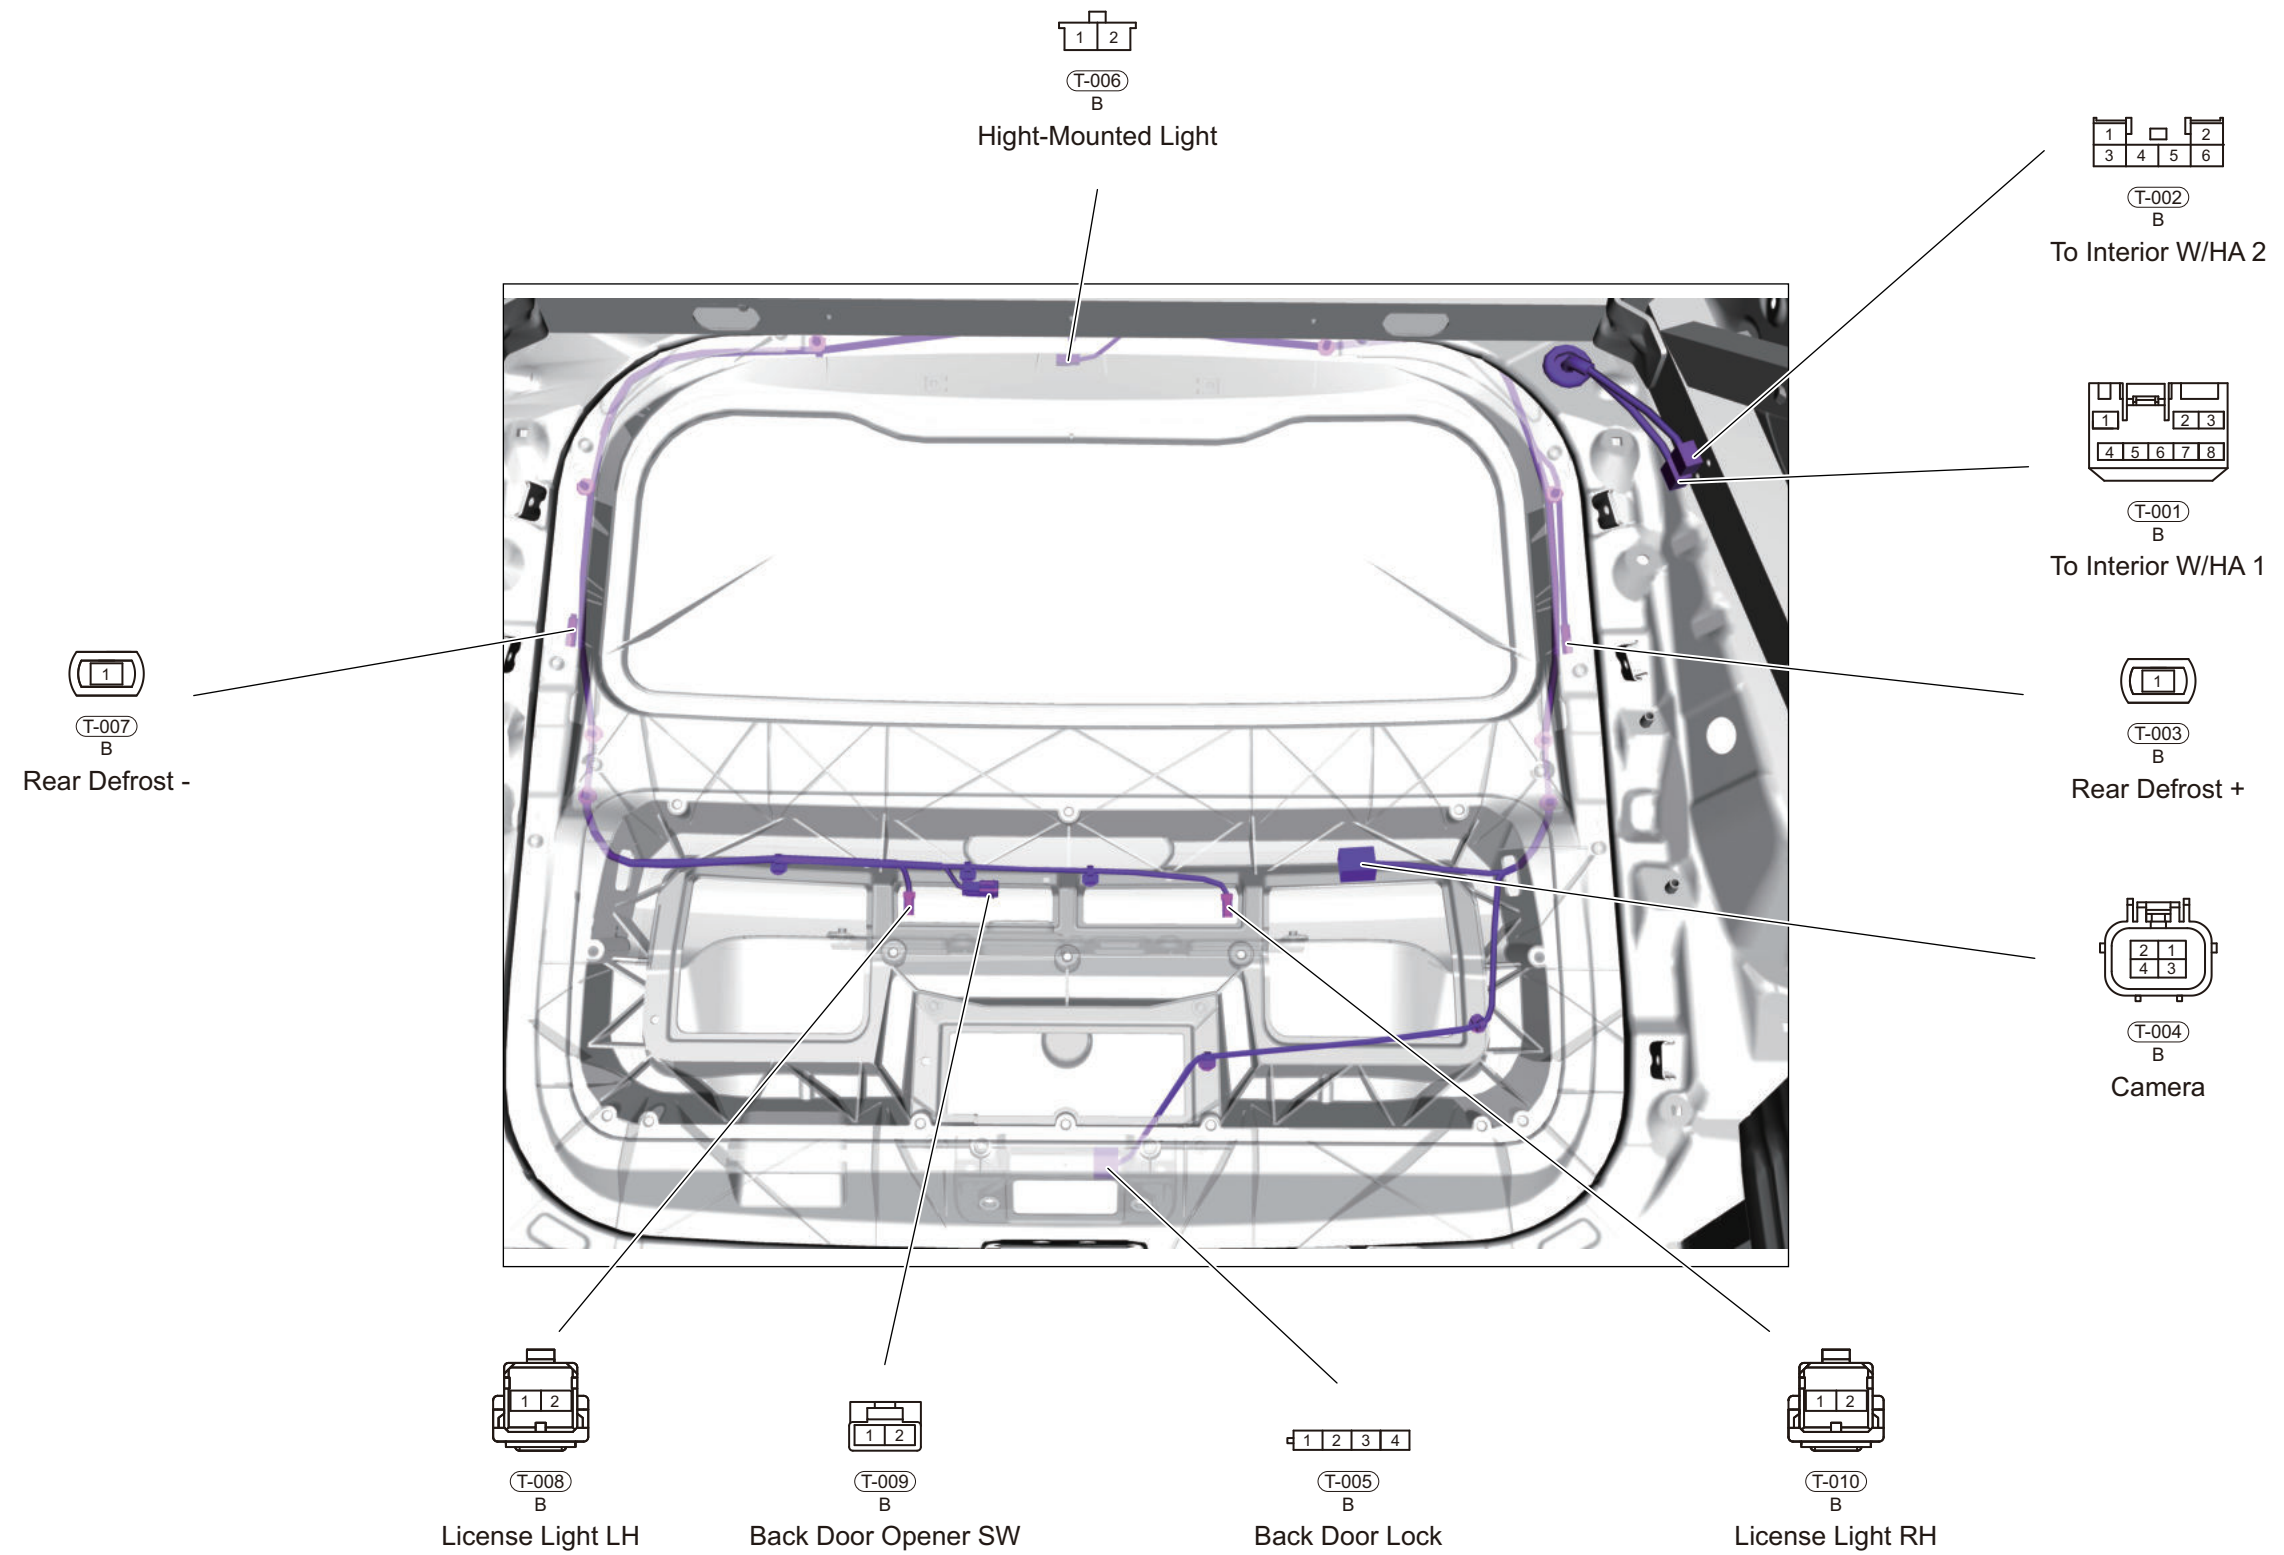 1 2
T-006
B
Hight-Mounted Light
1 2
3 4 5 6
T-002
B
To Interior W/HA 2
1 2 3
4 5 6 7 8
T-001
B
To Interior W/HA 1
1
T-007
B
Rear Defrost -
1
T-003
B
Rear Defrost +
2 1
4 3
T-004
B
Camera
1 2
T-008
B
License Light LH
1 2
T-009
B
Back Door Opener SW
1 2 3 4
T-005
B
Back Door Lock
1 2
T-010
B
License Light RH